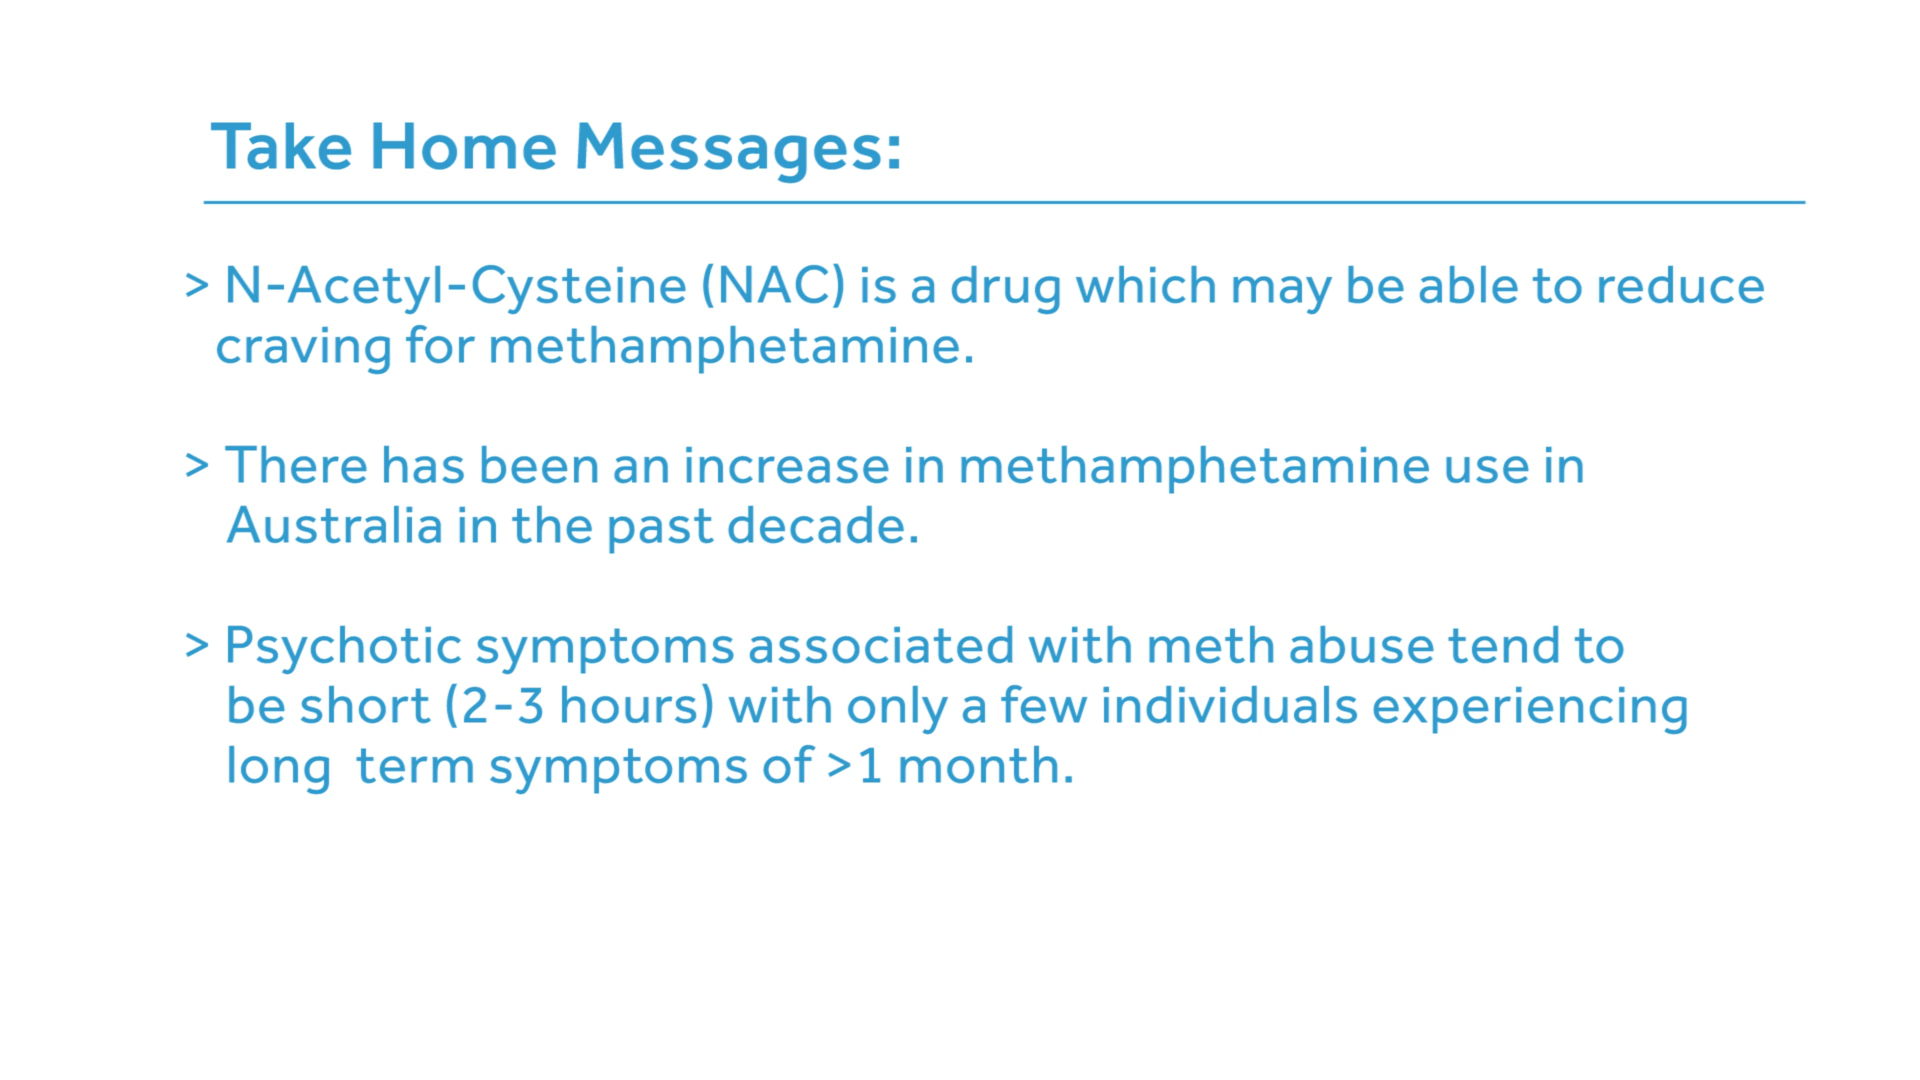 Take Home Messages:
> N-Acetyl-Cysteine (NAC) is a drug which may be able to reduce
craving for methamphetamine.
> There has been an increase in methamphetamine use in
Australia in the past decade.
> Psychotic symptoms associated with meth abuse tend to
be short (2-3 hours) with only a few individuals experiencing
long  term symptoms of >1 month.